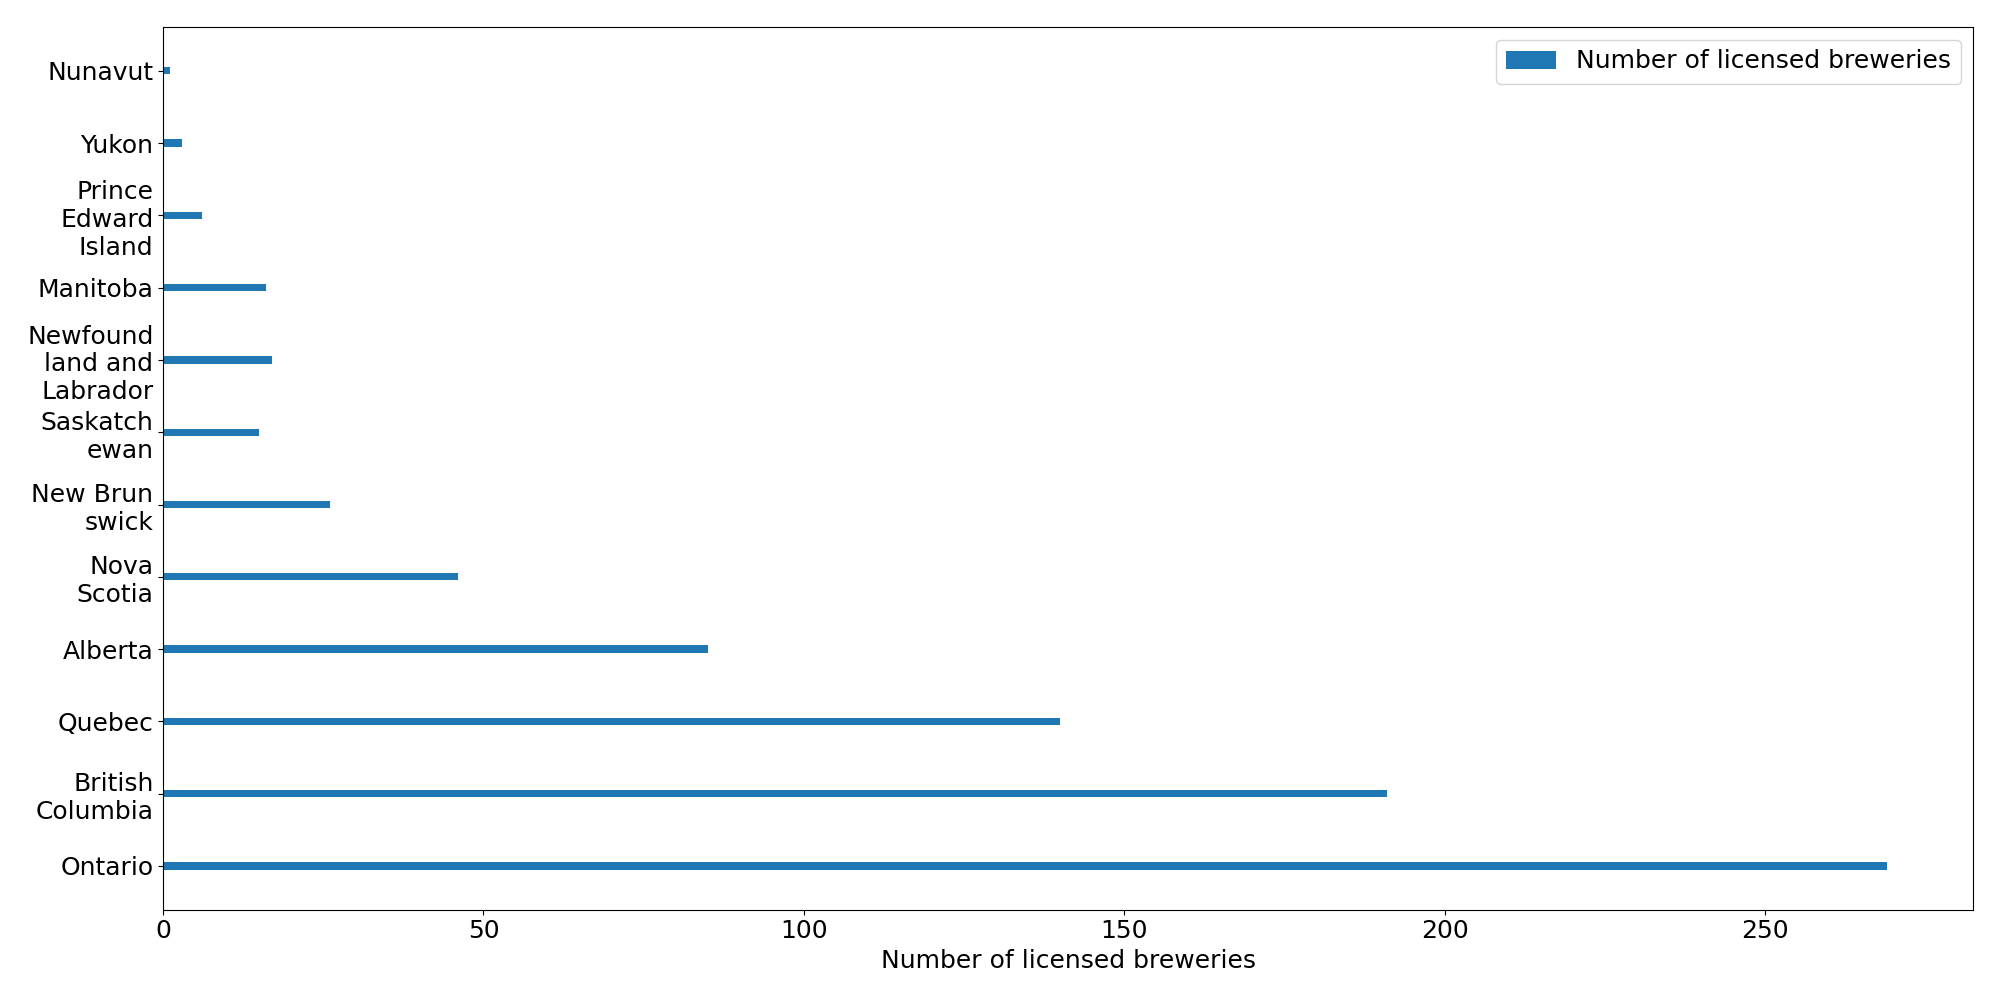 Number of licensed breweries
Nunavut
Yukon
Prince
Edward
Island
Manitoba
Newfound
land and
Labrador
Saskatch
ewan
New Brun
swick
Nova
Scotia
Alberta
Quebec
British
Columbia
Ontario
0 50 100 150 200 250
Number of licensed breweries